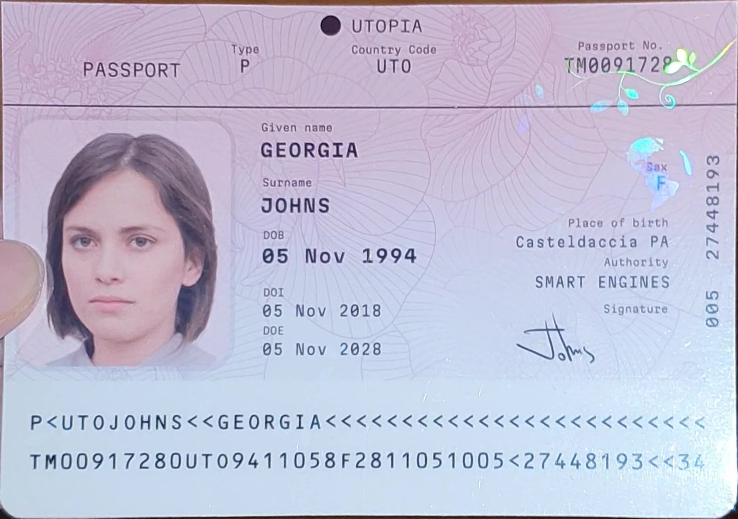 UTOPIA
PASSPORT
Type
P
Country Code
UTO
Passport No.
TM0091728
Given name
GEORGIA
Surname
JOHNS
DOB
05 Nov 1994
DOI
05 Nov 2018
DOE
05 Nov 2028
Sex
F
Place of birth
Casteldaccia PA
Authority
SMART ENGINES
Signature
Johns
005 27448193
P<UTOJOHNS<<GEORGIA<<<<<<<<<<<<<<<<<<<<<<<<<
TM00917280UTO9411058F2811051005<27448193<<34